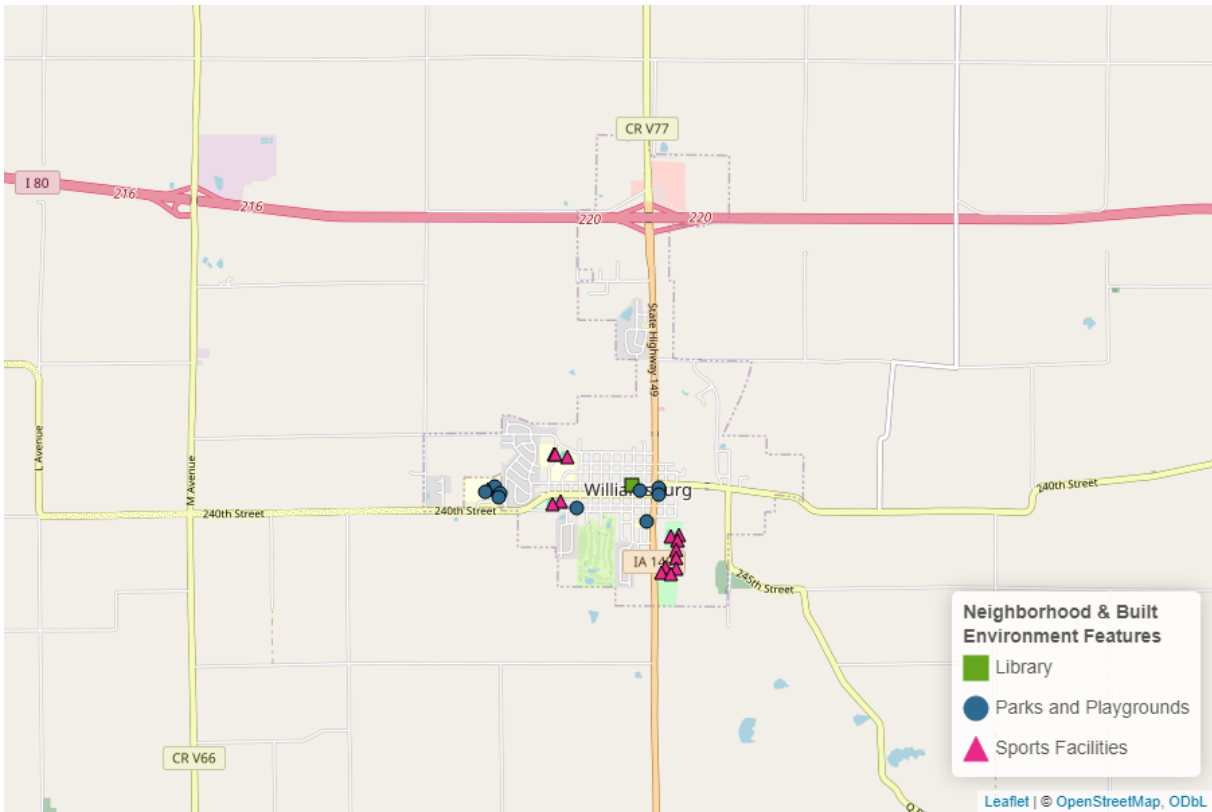 CR V77
I 80
216
216
220
220
State Highway 149
L Avenue
M Avenue
Williamsburg
240th Street
240th Street
240th Street
IA 149
245th Street
CR V66
Neighborhood & Built
Environment Features
Library
Parks and Playgrounds
Sports Facilities
Leaflet | © OpenStreetMap, ODbL